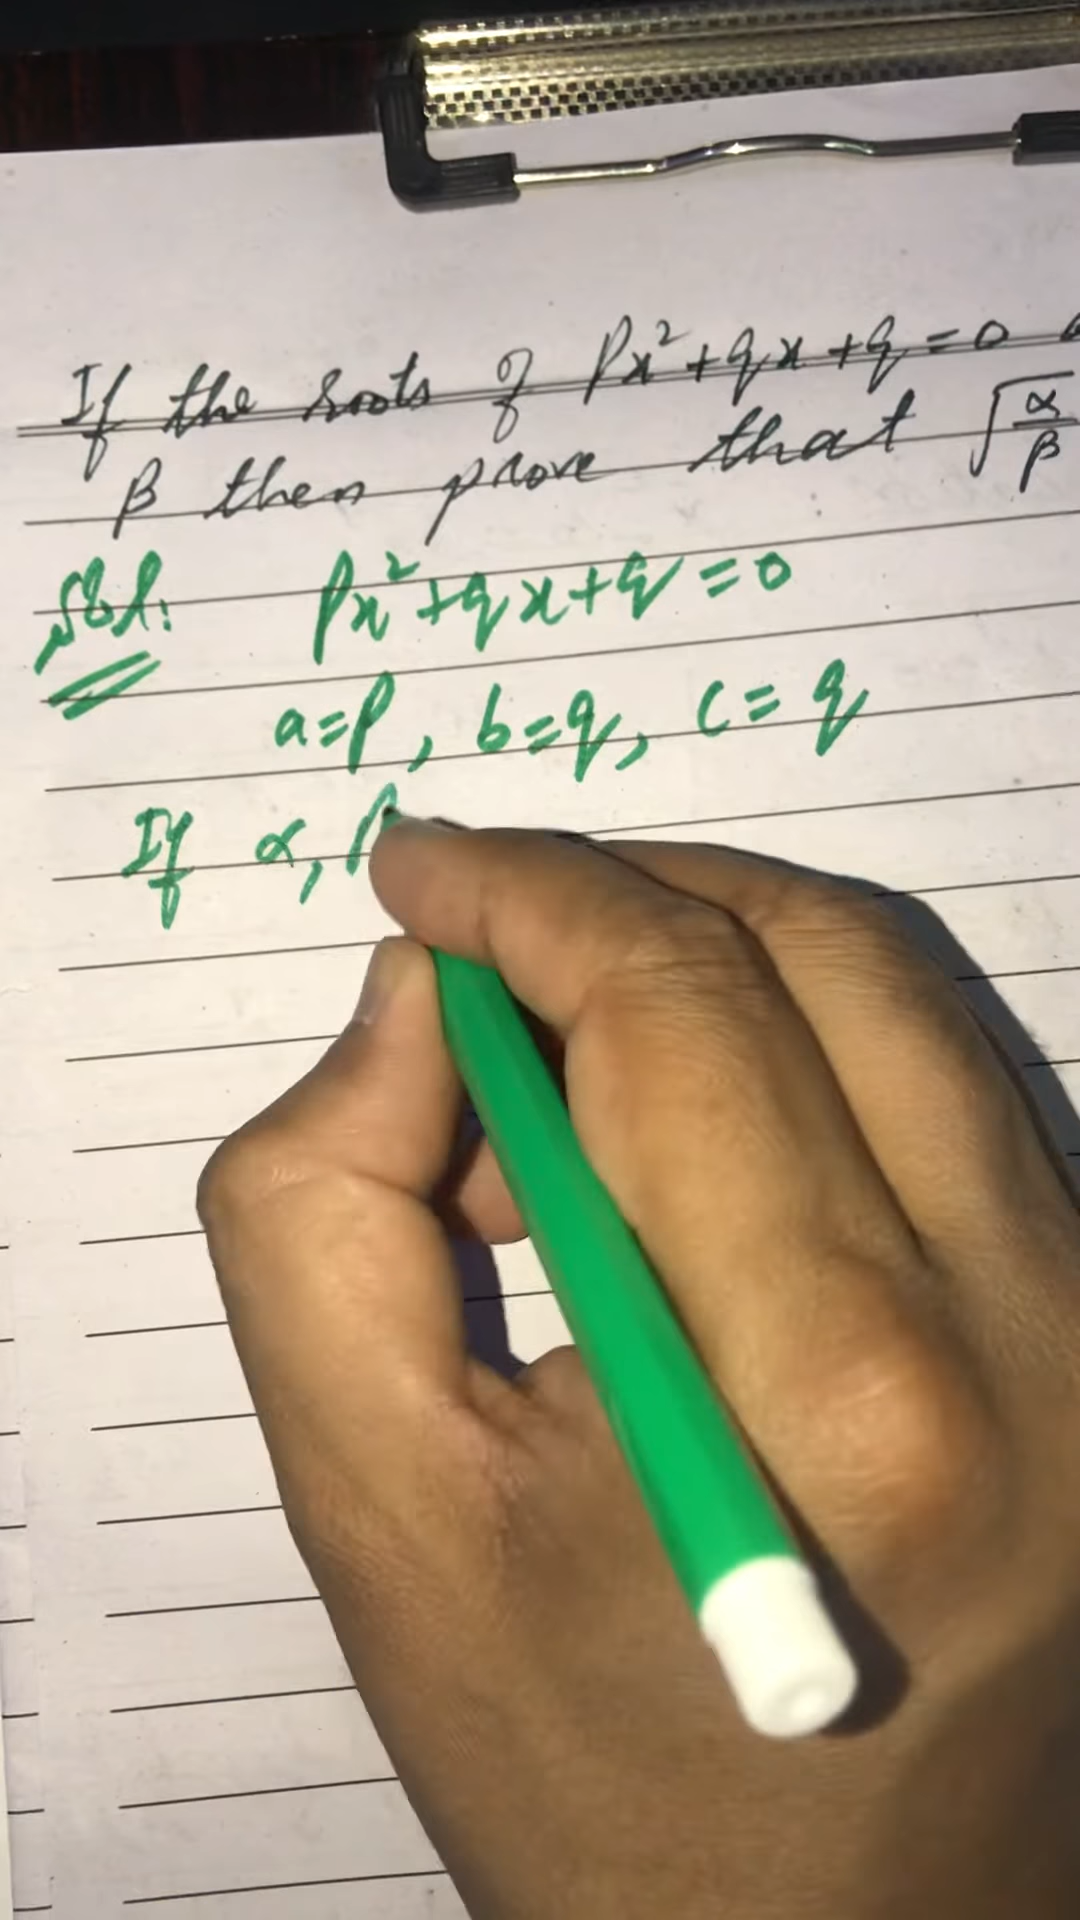 If the roots of Px²+qx+q=0
β then prove that √α/β
Sol:
Px²+qx+q=0
a=P, b=q, c=q
If α, β